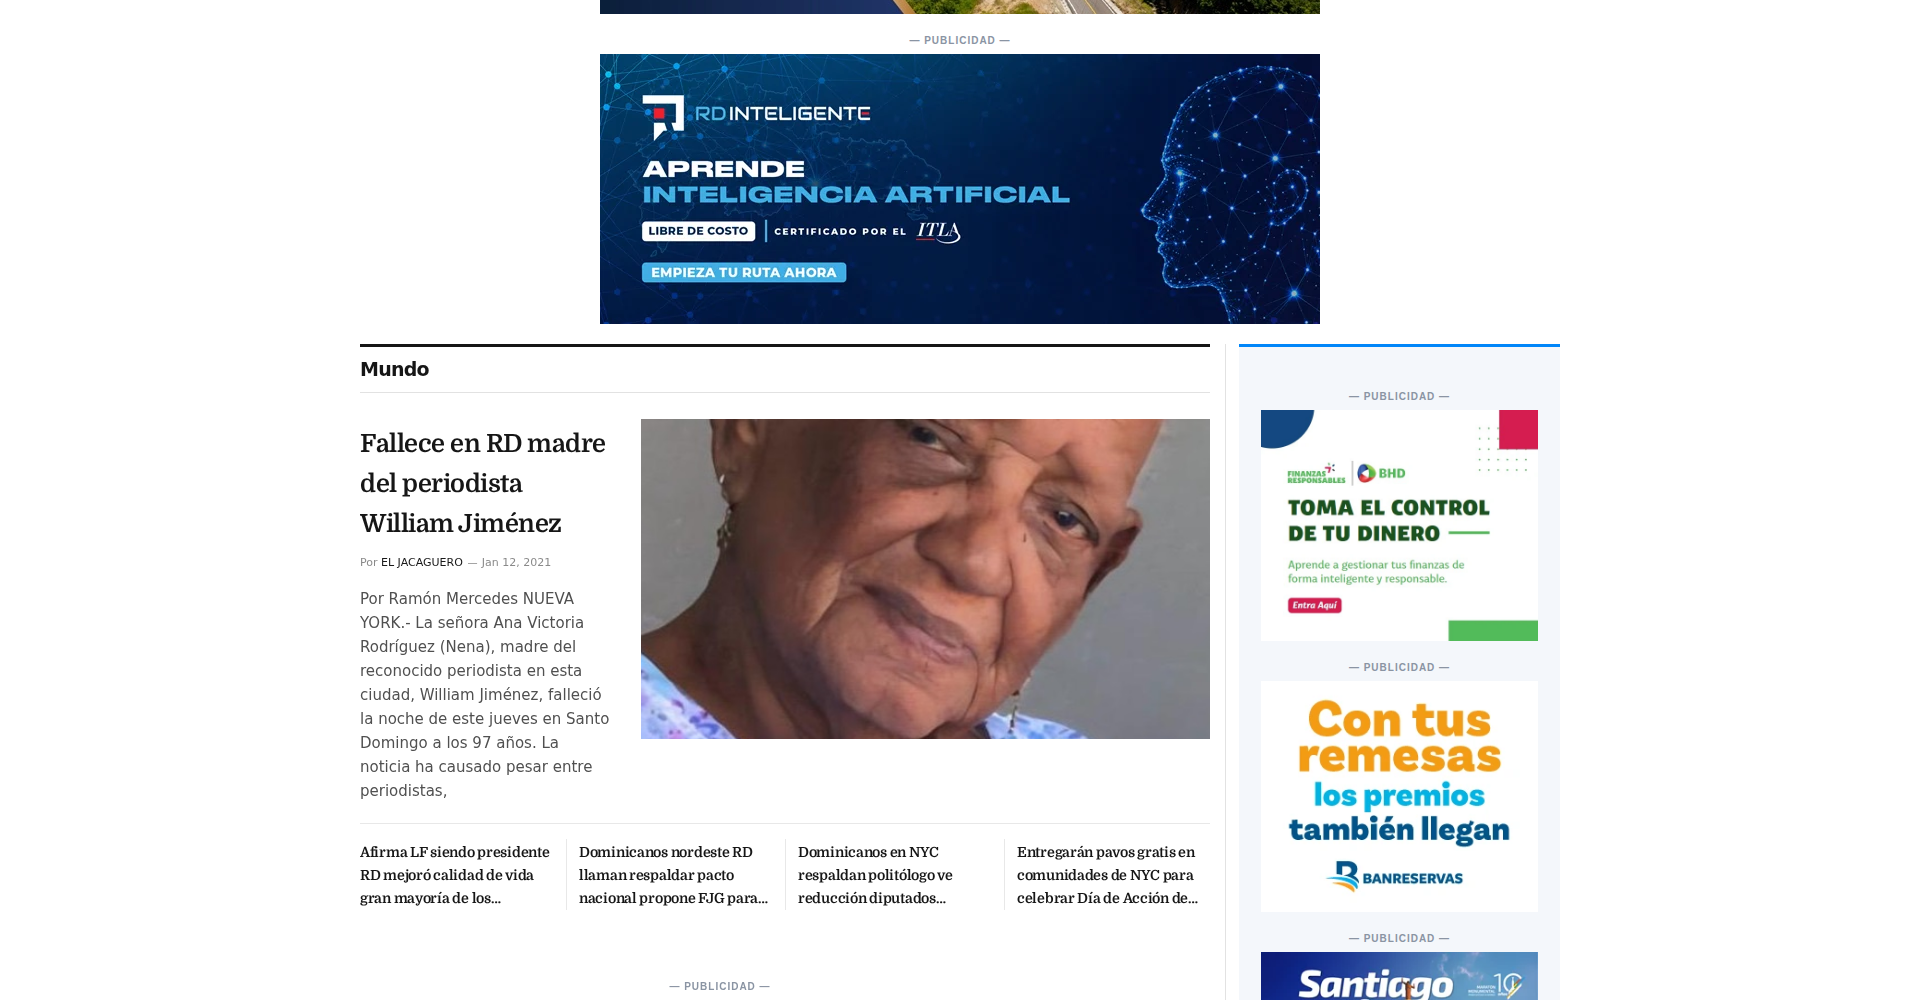 — PUBLICIDAD —
RD INTELIGENTE
APRENDE
INTELIGENCIA ARTIFICIAL
LIBRE DE COSTO
CERTIFICADO POR EL ITLA
EMPIEZA TU RUTA AHORA
Mundo
Fallece en RD madre
del periodista
William Jiménez
Por EL JACAGUERO — Jan 12, 2021
Por Ramón Mercedes NUEVA
YORK.- La señora Ana Victoria
Rodríguez (Nena), madre del
reconocido periodista en esta
ciudad, William Jiménez, falleció
la noche de este jueves en Santo
Domingo a los 97 años. La
noticia ha causado pesar entre
periodistas,
Afirma LF siendo presidente
RD mejoró calidad de vida
gran mayoría de los...
Dominicanos nordeste RD
llaman respaldar pacto
nacional propone FJG para...
Dominicanos en NYC
respaldan politólogo ve
reducción diputados...
Entregarán pavos gratis en
comunidades de NYC para
celebrar Día de Acción de...
— PUBLICIDAD —
— PUBLICIDAD —
FINANZAS
RESPONSABLES
BHD
TOMA EL CONTROL
DE TU DINERO
Aprende a gestionar tus finanzas de
forma inteligente y responsable.
Entra Aquí
— PUBLICIDAD —
Con tus
remesas
los premios
también llegan
BANRESERVAS
— PUBLICIDAD —
Santiago